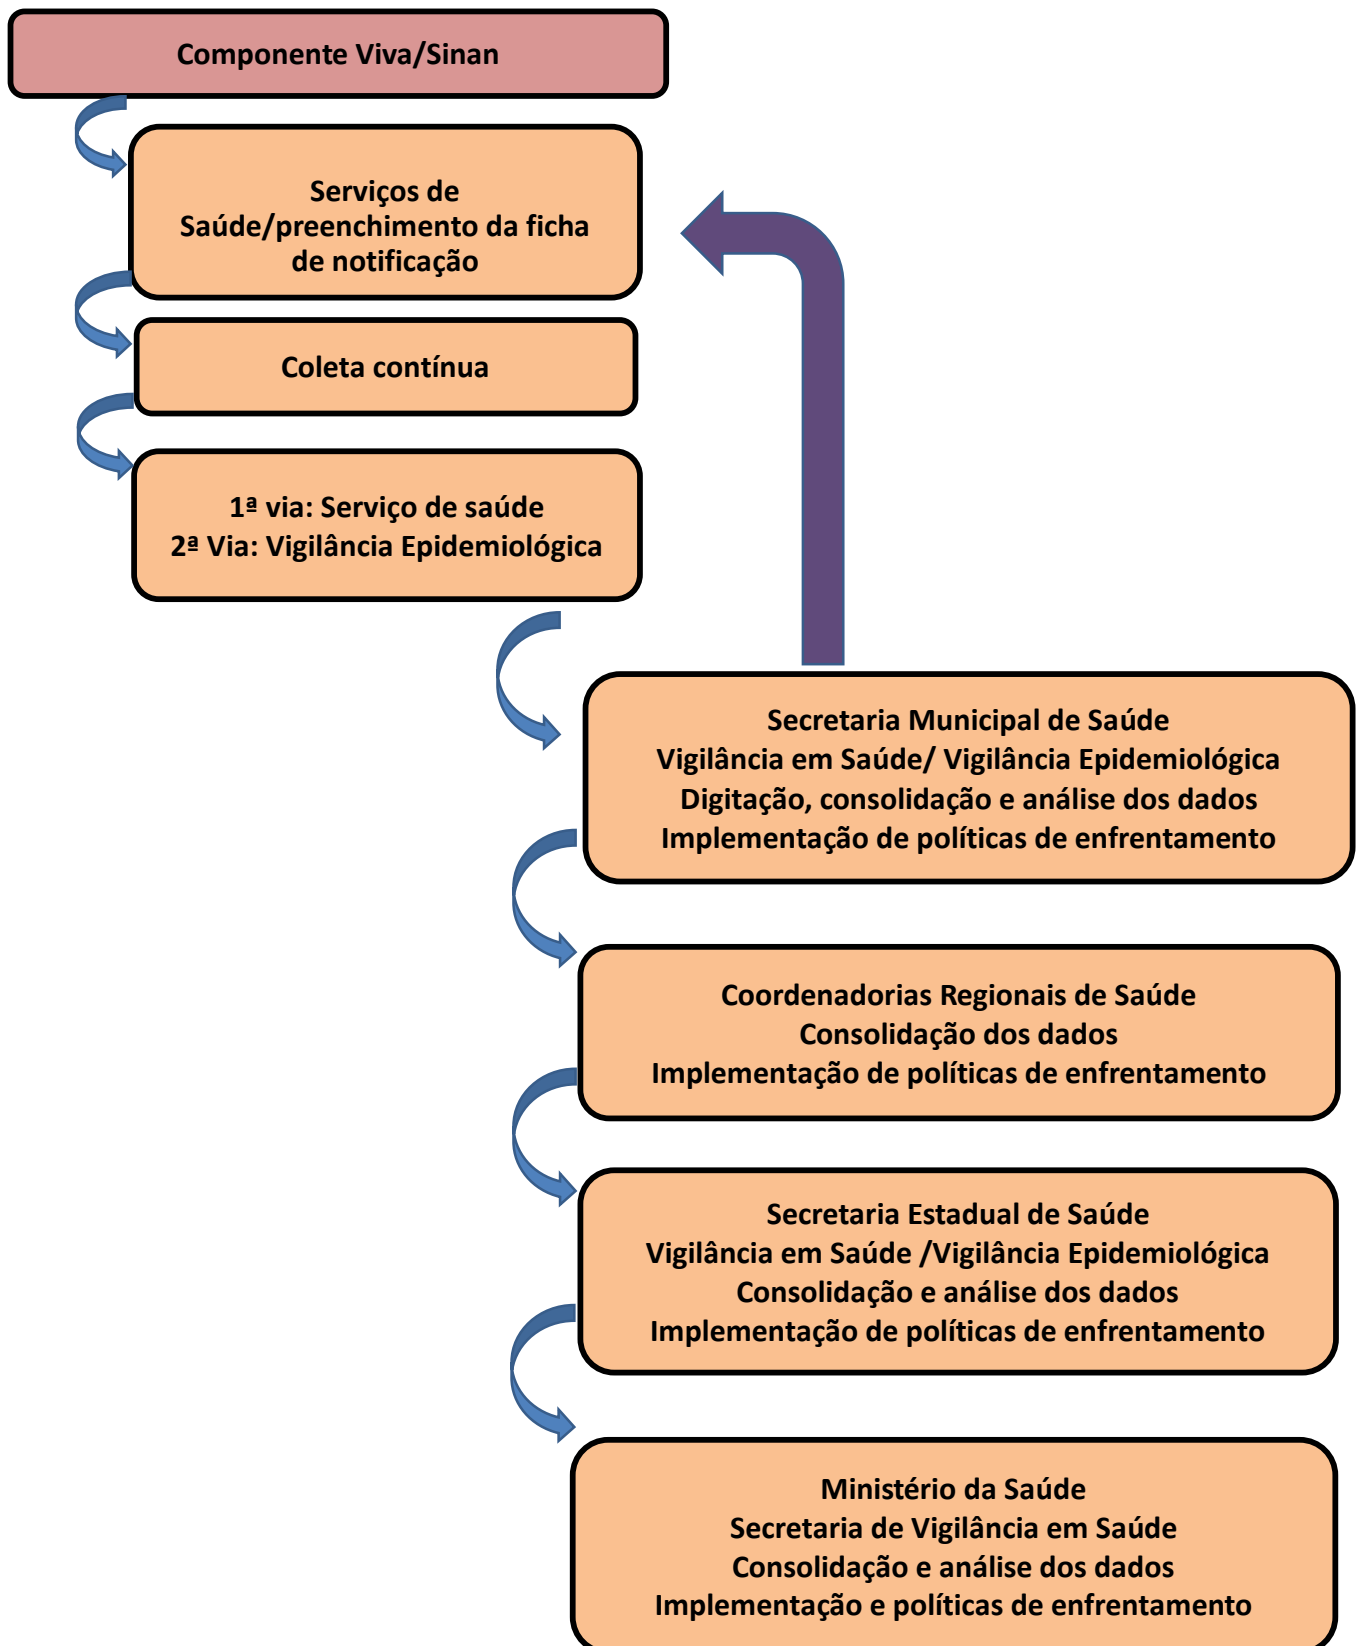 Componente Viva/Sinan
Serviços de
Saúde/preenchimento da ficha
de notificação
Coleta contínua
1ª via: Serviço de saúde
2ª Via: Vigilância Epidemiológica
Secretaria Municipal de Saúde
Vigilância em Saúde/ Vigilância Epidemiológica
Digitação, consolidação e análise dos dados
Implementação de políticas de enfrentamento
Coordenadorias Regionais de Saúde
Consolidação dos dados
Implementação de políticas de enfrentamento
Secretaria Estadual de Saúde
Vigilância em Saúde /Vigilância Epidemiológica
Consolidação e análise dos dados
Implementação de políticas de enfrentamento
Ministério da Saúde
Secretaria de Vigilância em Saúde
Consolidação e análise dos dados
Implementação e políticas de enfrentamento